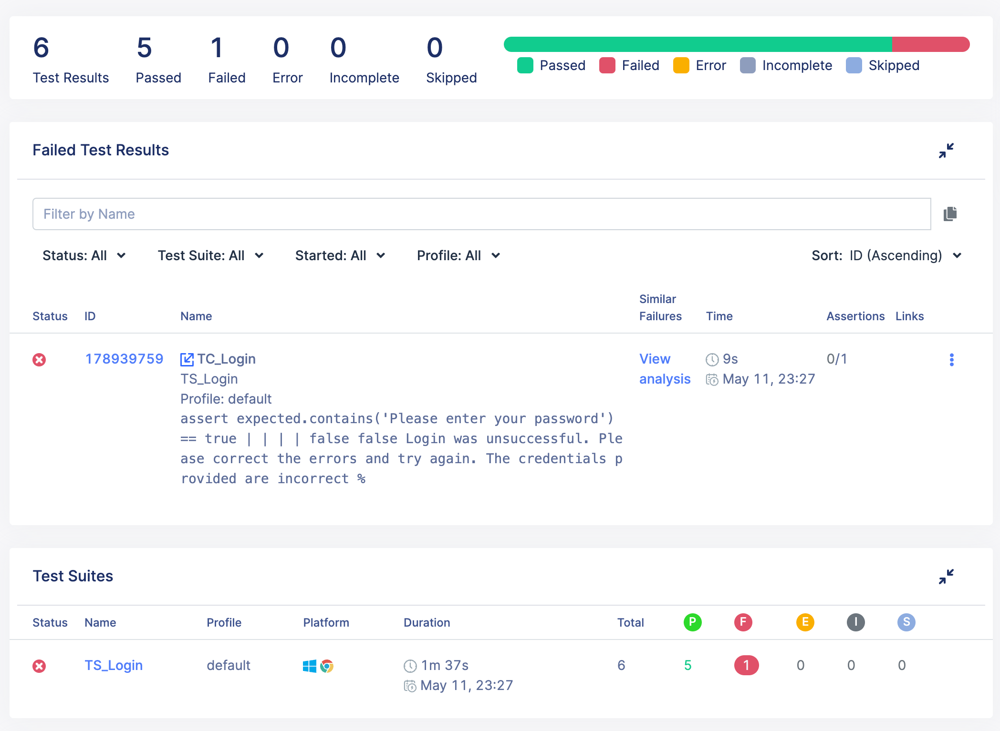 6 5 1 0 0 0
Test Results Passed Failed Error Incomplete Skipped
Passed Failed Error Incomplete Skipped
Failed Test Results
Filter by Name
Status: All Test Suite: All Started: All Profile: All Sort: ID (Ascending)
Similar
Status ID Name Failures Time Assertions Links
178939759 TC_Login View 9s 0/1
TS_Login analysis May 11, 23:27
Profile: default
assert expected.contains('Please enter your password')
== true | | | | false false Login was unsuccessful. Ple
ase correct the errors and try again. The credentials p
rovided are incorrect %
Test Suites
Status Name Profile Platform Duration Total P F E I S
TS_Login default 1m 37s 6 5 1 0 0 0
May 11, 23:27